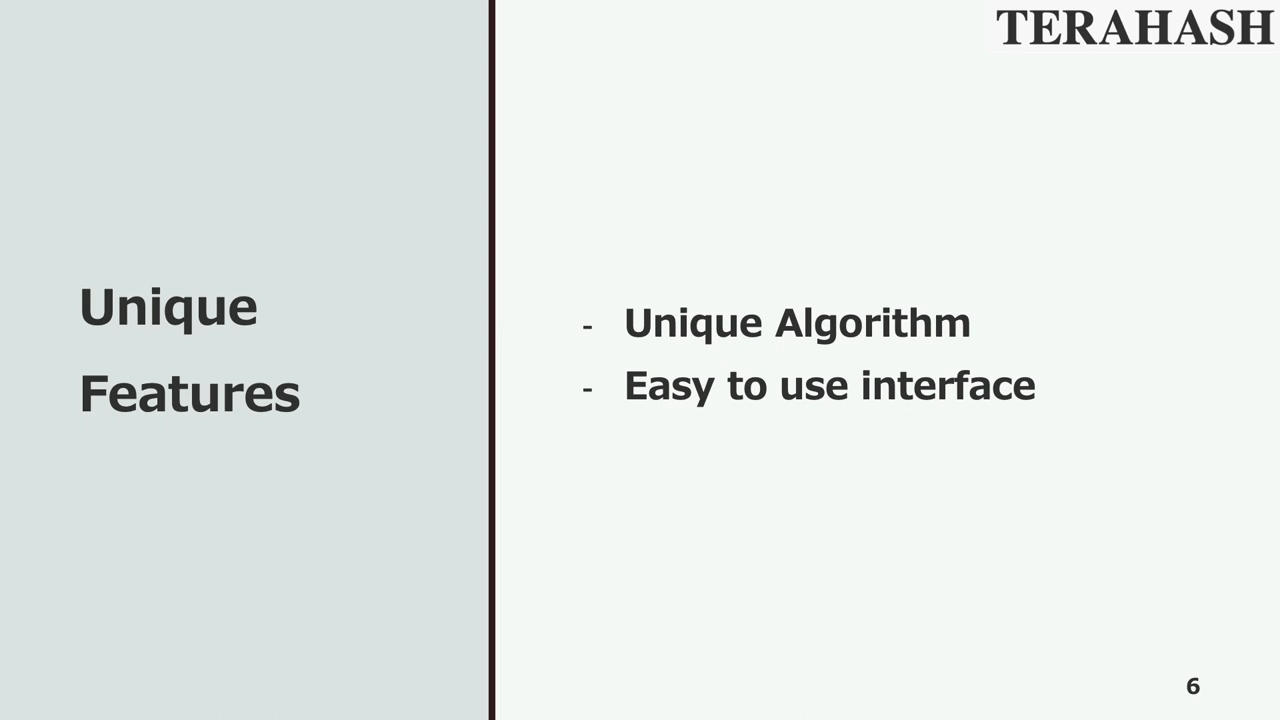 TERAHASH
Unique
Features
- Unique Algorithm
- Easy to use interface
6